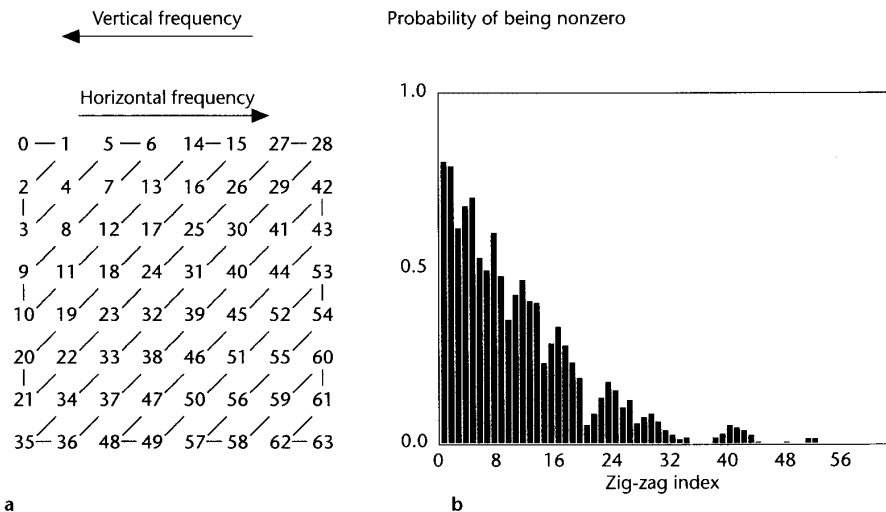 Vertical frequency
Probability of being nonzero
Horizontal frequency
0 1 5 6 14 15 27 28
2 4 7 13 16 26 29 42
3 8 12 17 25 30 41 43
9 11 18 24 31 40 44 53
10 19 23 32 39 45 52 54
20 22 33 38 46 51 55 60
21 34 37 47 50 56 59 61
35 36 48 49 57 58 62 63
1.0
0.5
0.0
0 8 16 24 32 40 48 56
Zig-zag index
a
b